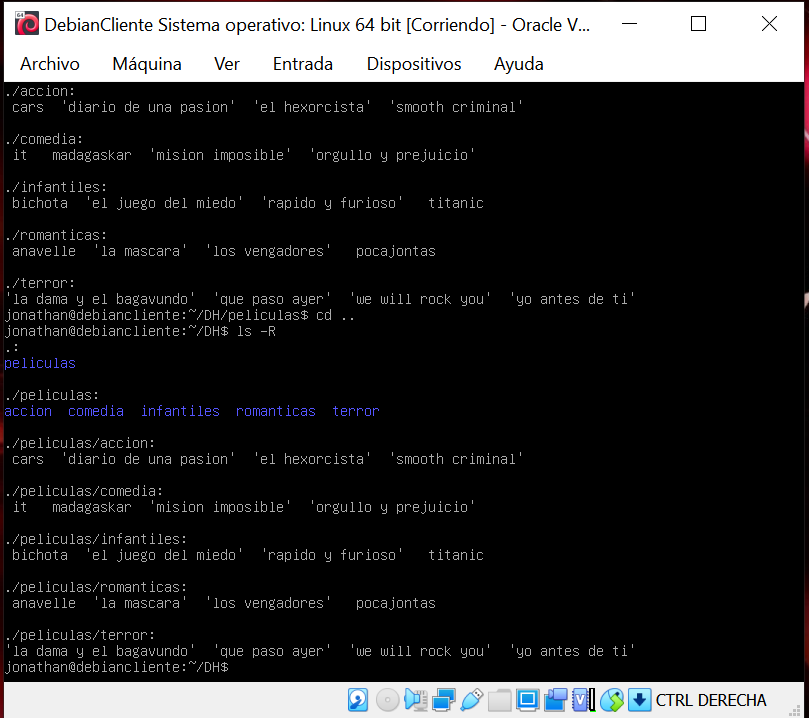 DebianCliente Sistema operativo: Linux 64 bit [Corriendo] - Oracle V...
Archivo Máquina Ver Entrada Dispositivos Ayuda
./accion:
 cars  'diario de una pasion'  'el hexorcista'  'smooth criminal'
./comedia:
 it   madagaskar  'mision imposible'  'orgullo y prejuicio'
./infantiles:
 bichota  'el juego del miedo'  'rapido y furioso'   titanic
./romanticas:
 anavelle  'la mascara'  'los vengadores'   pocajontas
./terror:
'la dama y el bagavundo'  'que paso ayer'  'we will rock you'  'yo antes de ti'
jonathan@debiancliente:~/DH/peliculas$ cd ..
jonathan@debiancliente:~/DH$ ls -R
.:
peliculas
./peliculas:
accion  comedia  infantiles  romanticas  terror
./peliculas/accion:
 cars  'diario de una pasion'  'el hexorcista'  'smooth criminal'
./peliculas/comedia:
 it   madagaskar  'mision imposible'  'orgullo y prejuicio'
./peliculas/infantiles:
 bichota  'el juego del miedo'  'rapido y furioso'   titanic
./peliculas/romanticas:
 anavelle  'la mascara'  'los vengadores'   pocajontas
./peliculas/terror:
'la dama y el bagavundo'  'que paso ayer'  'we will rock you'  'yo antes de ti'
jonathan@debiancliente:~/DH$
CTRL DERECHA